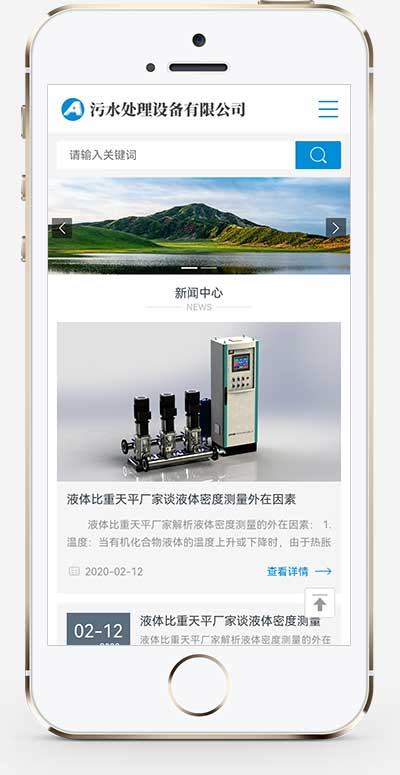 污水处理设备有限公司
请输入关键词
新闻中心
NEWS
液体比重天平厂家谈液体密度测量外在因素
液体比重天平厂家解析液体密度测量的外在因素： 1.
温度：当有机化合物液体的温度上升或下降时，由于热胀
2020-02-12
查看详情
02-12
液体比重天平厂家谈液体密度测量
液体比重天平厂家解析液体密度测量的外在